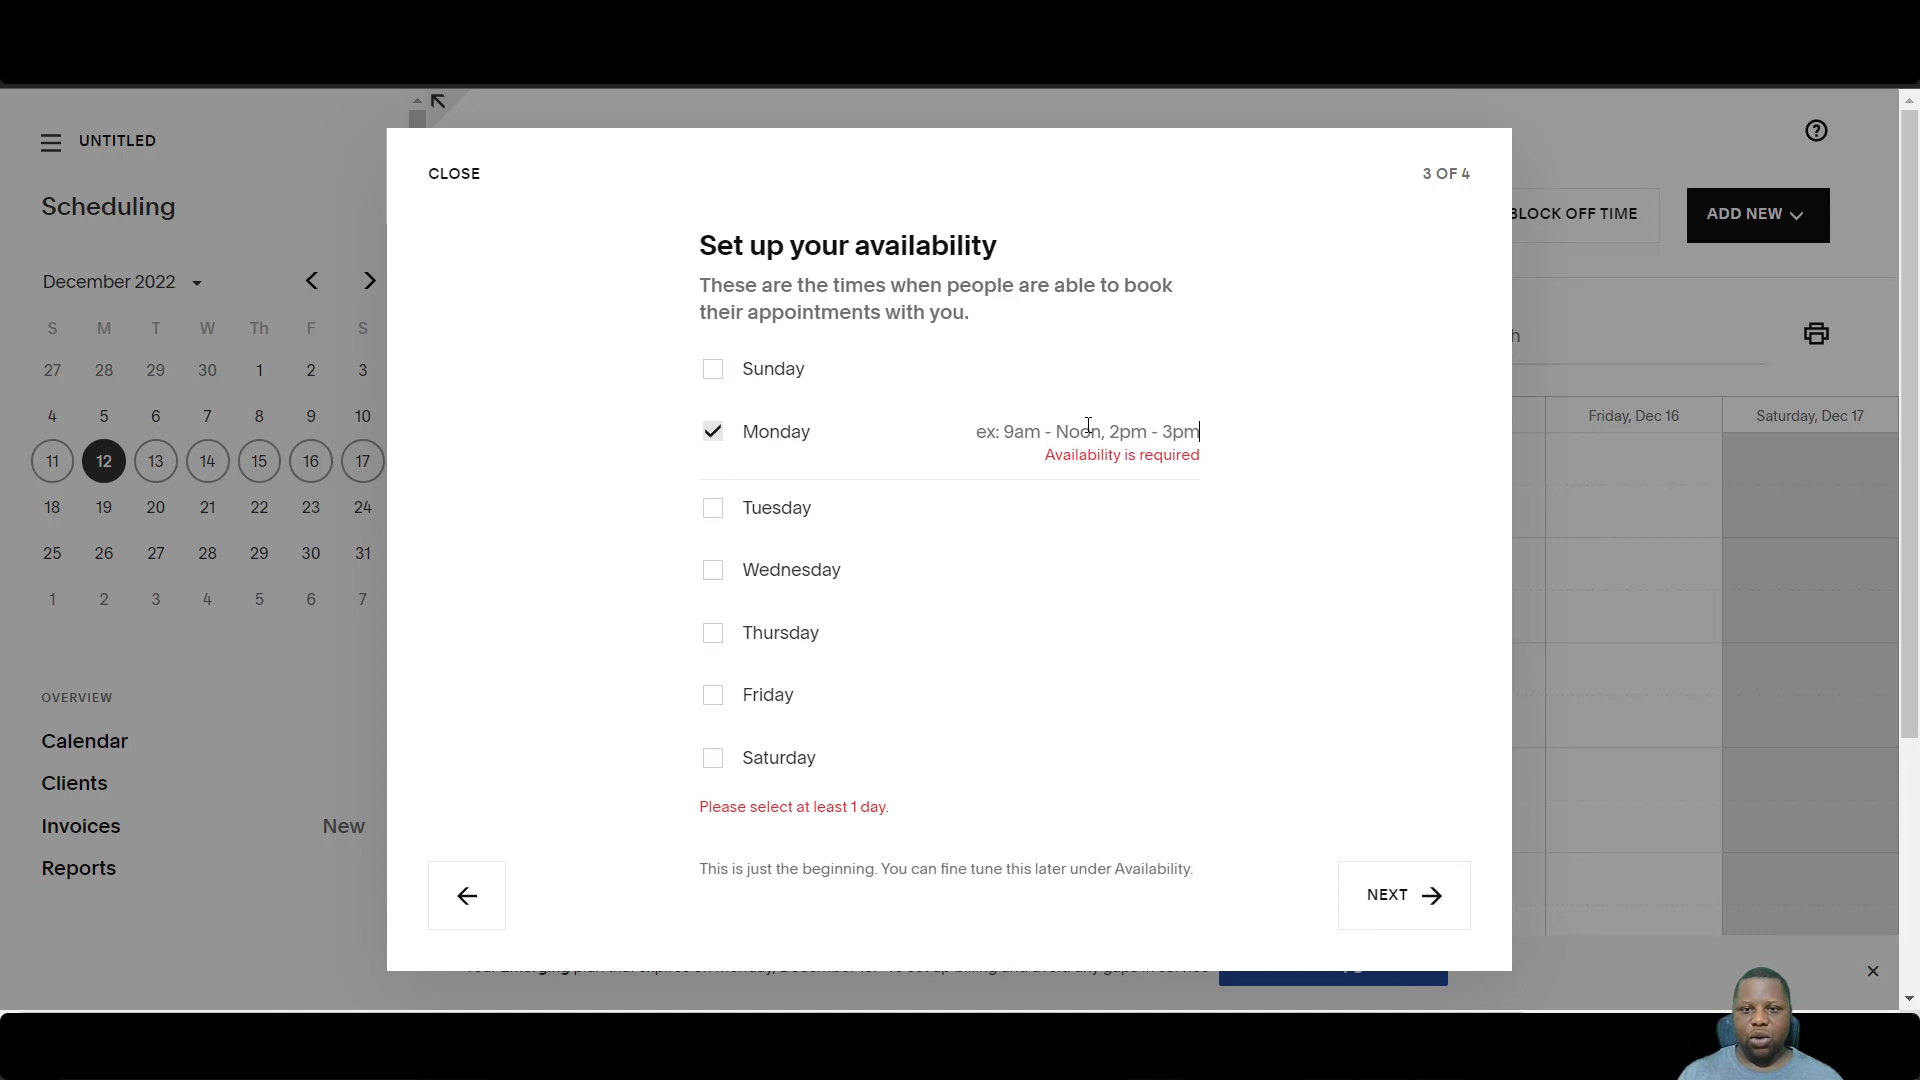 UNTITLED
Scheduling
December 2022
S M T W Th F S
27 28 29 30 1 2 3
4 5 6 7 8 9 10
11 12 13 14 15 16 17
18 19 20 21 22 23 24
25 26 27 28 29 30 31
1 2 3 4 5 6 7
OVERVIEW
Calendar
Clients
Invoices New
Reports
CLOSE
3 OF 4
Set up your availability
These are the times when people are able to book
their appointments with you.
Sunday
Monday ex: 9am - Noon, 2pm - 3pm
Availability is required
Tuesday
Wednesday
Thursday
Friday
Saturday
Please select at least 1 day.
This is just the beginning. You can fine tune this later under Availability.
NEXT
BLOCK OFF TIME
ADD NEW
Friday, Dec 16
Saturday, Dec 17